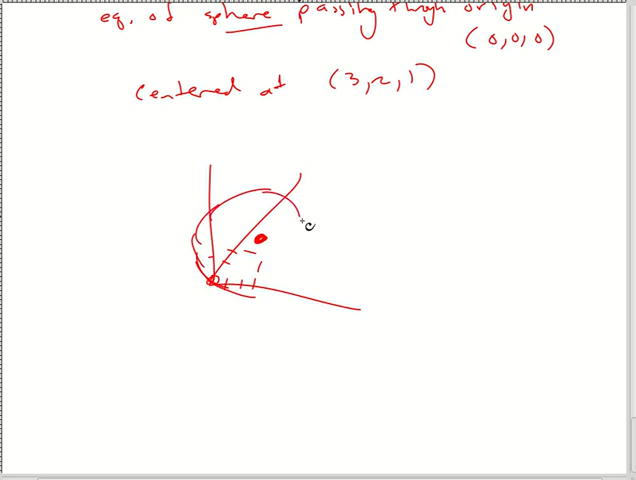 eq. of sphere passing through origin
(0,0,0)
centered at (3,2,1)